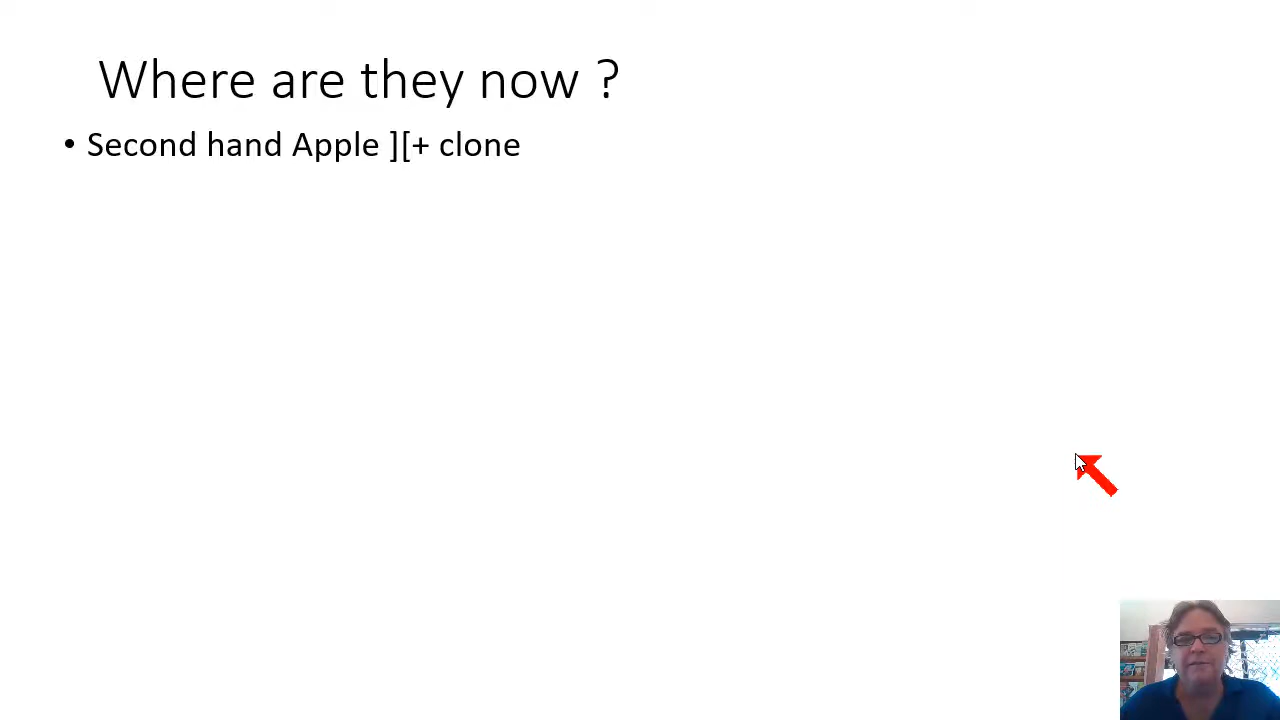 Where are they now ?
• Second hand Apple ][+ clone